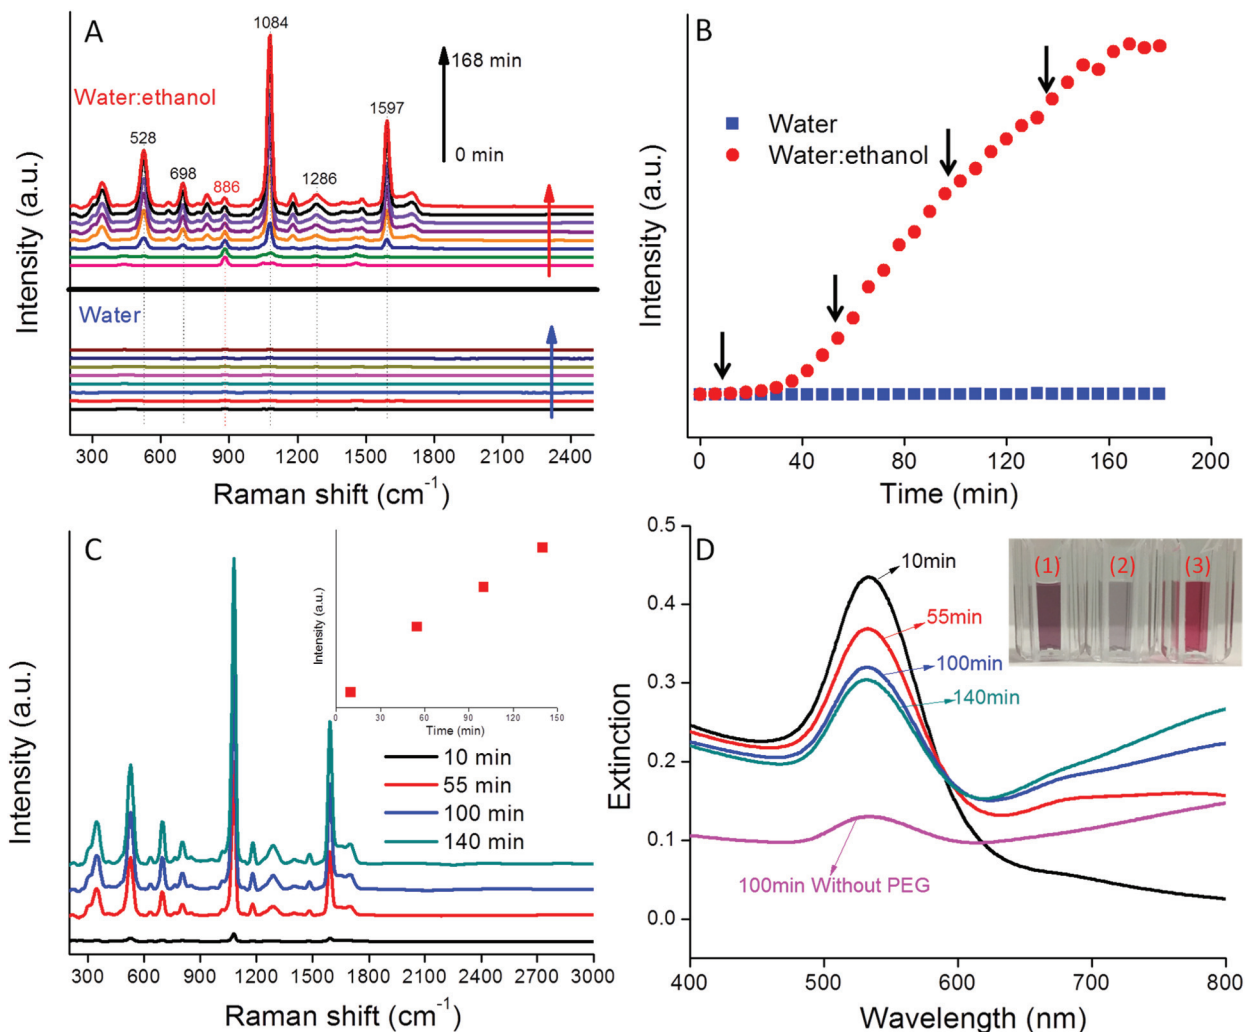 A
1084
168 min
Water:ethanol
1597
528
0 min
698
886
1286
Water
Intensity (a.u.)
300 600 900 1200 1500 1800 2100 2400
Raman shift (cm-1)
B
Water
Water:ethanol
Intensity (a.u.)
0 40 80 120 160 200
Time (min)
C
Intensity (a.u.)
0 30 60 90 120 150
Time (min)
10 min
55 min
100 min
140 min
Intensity (a.u.)
300 600 900 1200 1500 1800 2100 2400 2700 3000
Raman shift (cm-1)
D
0.5
0.4
0.3
0.2
0.1
0.0
Extinction
(1) (2) (3)
10min
55min
100min
140min
100min Without PEG
400 500 600 700 800
Wavelength (nm)